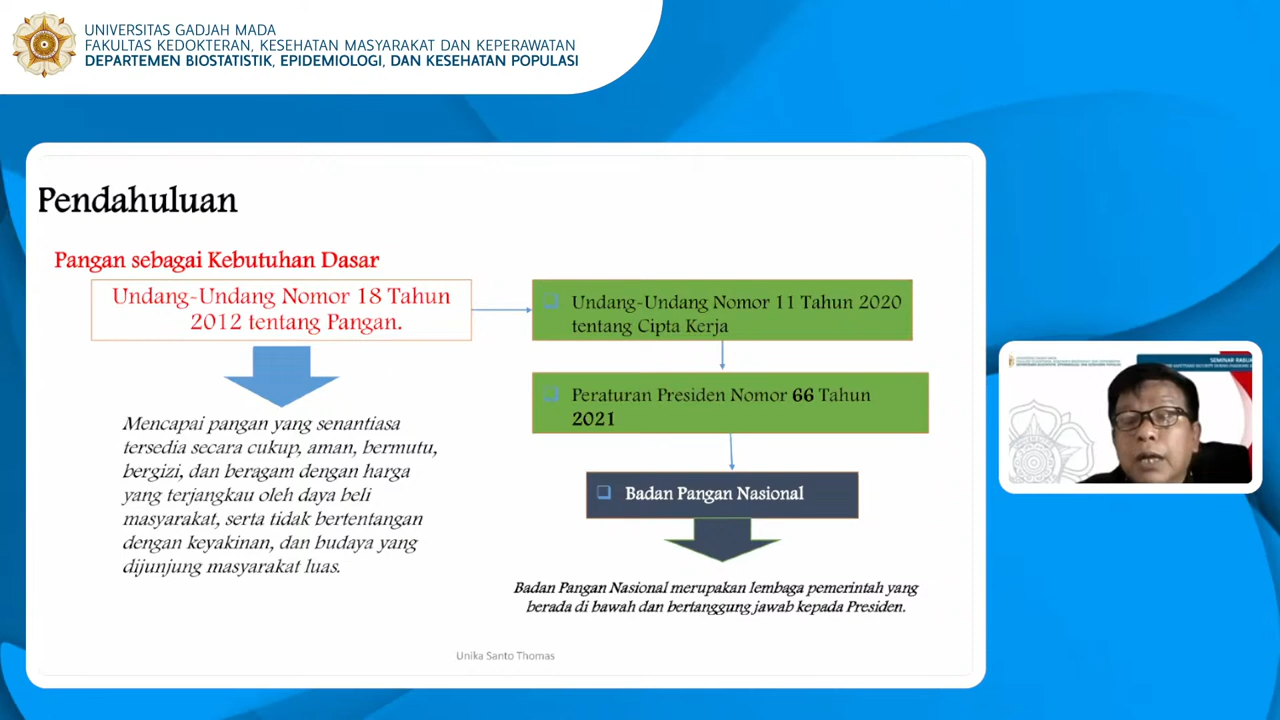 UNIVERSITAS GADJAH MADA
FAKULTAS KEDOKTERAN, KESEHATAN MASYARAKAT DAN KEPERAWATAN
DEPARTEMEN BIOSTATISTIK, EPIDEMIOLOGI, DAN KESEHATAN POPULASI
Pendahuluan
Pangan sebagai Kebutuhan Dasar
Undang-Undang Nomor 18 Tahun
2012 tentang Pangan.
Mencapai pangan yang senantiasa
tersedia secara cukup, aman, bermutu,
bergizi, dan beragam dengan harga
yang terjangkau oleh daya beli
masyarakat, serta tidak bertentangan
dengan keyakinan, dan budaya yang
dijunjung masyarakat luas.
Undang-Undang Nomor 11 Tahun 2020
tentang Cipta Kerja
Peraturan Presiden Nomor 66 Tahun
2021
Badan Pangan Nasional
Badan Pangan Nasional merupakan lembaga pemerintah yang
berada di bawah dan bertanggung jawab kepada Presiden.
Unika Santo Thomas
SEMINAR RABU